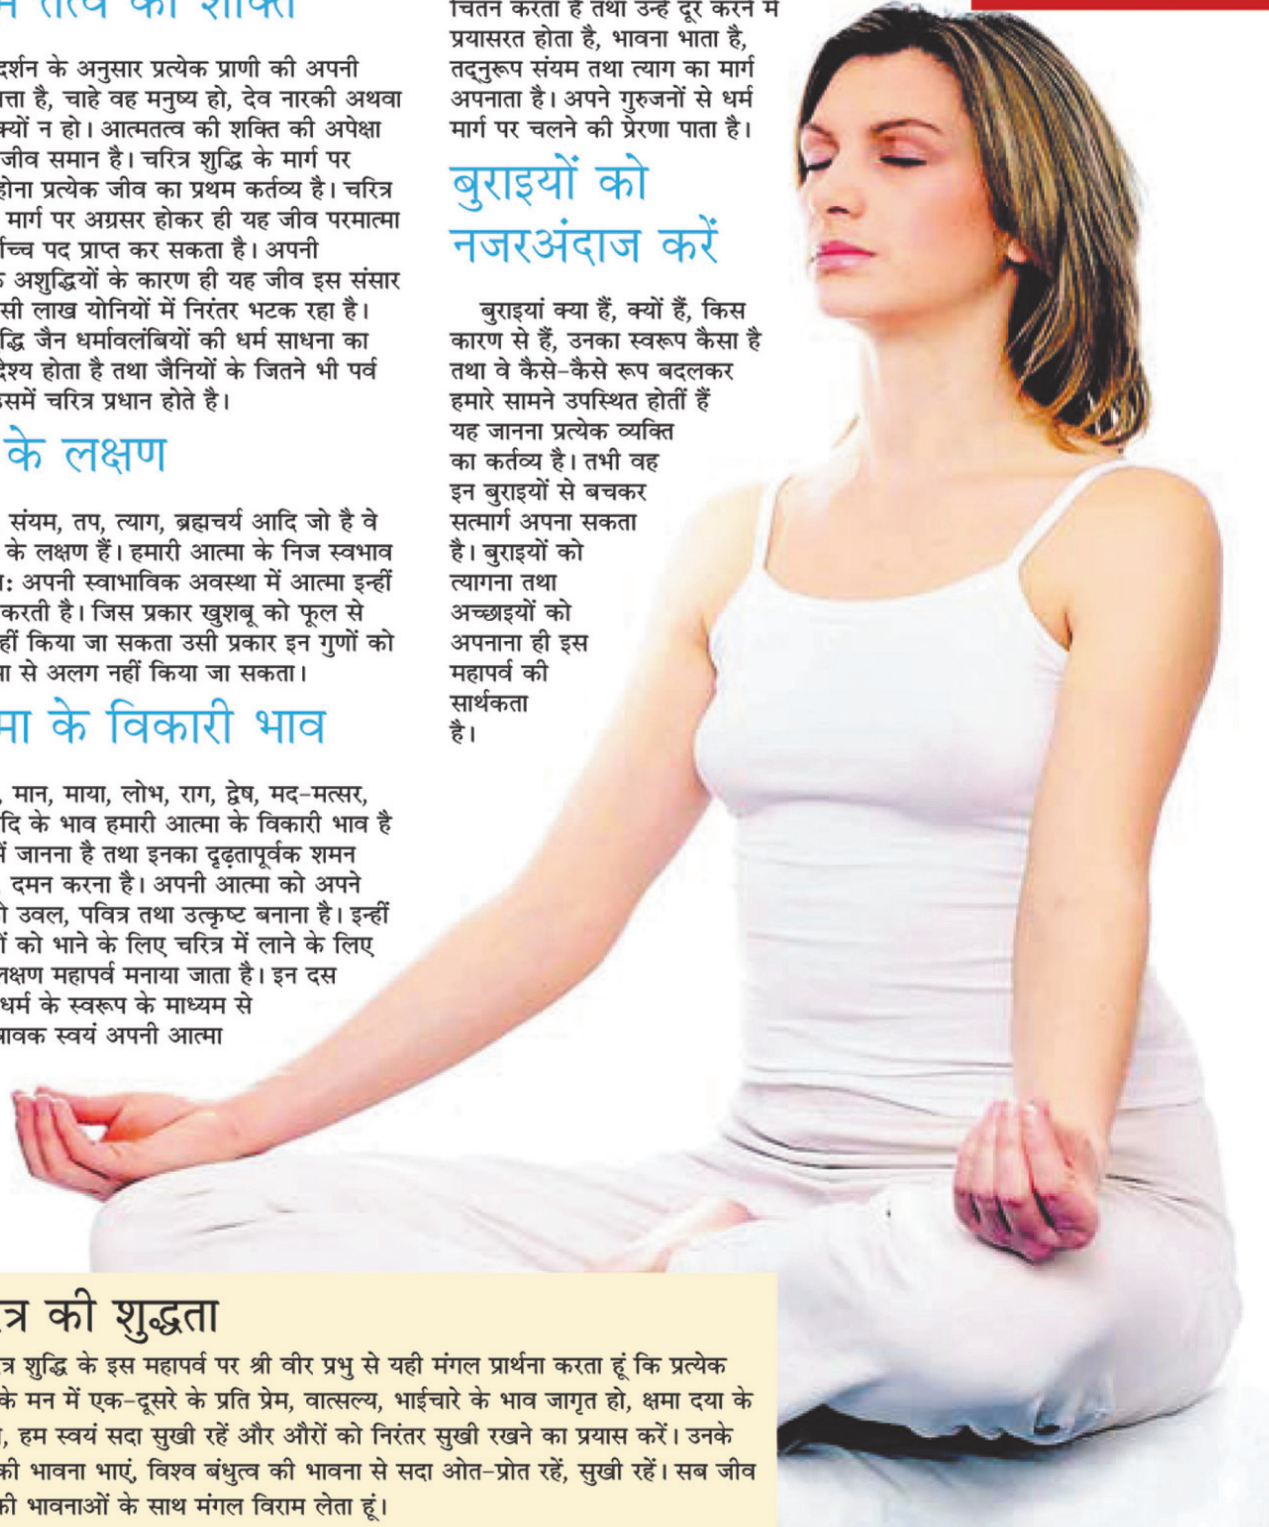 तत्व की शक्ति
दर्शन के अनुसार प्रत्येक प्राणी की अपनी
त्ता है, चाहे वह मनुष्य हो, देव नारकी अथवा
क्यों न हो। आत्मतत्व की शक्ति की अपेक्षा
जीव समान है। चरित्र शुद्धि के मार्ग पर
होना प्रत्येक जीव का प्रथम कर्तव्य है। चरित्र
मार्ग पर अग्रसर होकर ही यह जीव परमात्मा
च्च पद प्राप्त कर सकता है। अपनी
अशुद्धियों के कारण ही यह जीव इस संसार
सी लाख योनियों में निरंतर भटक रहा है।
द्धि जैन धर्मावलंबियों की धर्म साधना का
देश्य होता है तथा जैनियों के जितने भी पर्व
समें चरित्र प्रधान होते है।
के लक्षण
संयम, तप, त्याग, ब्रह्मचर्य आदि जो है वे
के लक्षण हैं। हमारी आत्मा के निज स्वभाव
: अपनी स्वाभाविक अवस्था में आत्मा इन्हीं
करती है। जिस प्रकार खुशबू को फूल से
हीं किया जा सकता उसी प्रकार इन गुणों को
मा से अलग नहीं किया जा सकता।
मा के विकारी भाव
, मान, माया, लोभ, राग, द्वेष, मद-मत्सर,
दि के भाव हमारी आत्मा के विकारी भाव है
में जानना है तथा इनका दृढ़तापूर्वक शमन
दमन करना है। अपनी आत्मा को अपने
उवल, पवित्र तथा उत्कृष्ट बनाना है। इन्हीं
को भाने के लिए चरित्र में लाने के लिए
लक्षण महापर्व मनाया जाता है। इन दस
धर्म के स्वरूप के माध्यम से
श्रावक स्वयं अपनी आत्मा
चिंतन करता है तथा उन्हें दूर करने में
प्रयासरत होता है, भावना भाता है,
तद्नुरूप संयम तथा त्याग का मार्ग
अपनाता है। अपने गुरुजनों से धर्म
मार्ग पर चलने की प्रेरणा पाता है।
बुराइयों को
नजरअंदाज करें
बुराइयां क्या हैं, क्यों हैं, किस
कारण से हैं, उनका स्वरूप कैसा है
तथा वे कैसे-कैसे रूप बदलकर
हमारे सामने उपस्थित होतीं हैं
यह जानना प्रत्येक व्यक्ति
का कर्तव्य है। तभी वह
इन बुराइयों से बचकर
सत्मार्ग अपना सकता
है। बुराइयों को
त्यागना तथा
अच्छाइयों को
अपनाना ही इस
महापर्व की
सार्थकता
है।
त्र की शुद्धता
त्र शुद्धि के इस महापर्व पर श्री वीर प्रभु से यही मंगल प्रार्थना करता हूं कि प्रत्येक
के मन में एक-दूसरे के प्रति प्रेम, वात्सल्य, भाईचारे के भाव जागृत हो, क्षमा दया के
, हम स्वयं सदा सुखी रहें और औरों को निरंतर सुखी रखने का प्रयास करें। उनके
की भावना भाएं, विश्व बंधुत्व की भावना से सदा ओत-प्रोत रहें, सुखी रहें। सब जीव
की भावनाओं के साथ मंगल विराम लेता हूं।